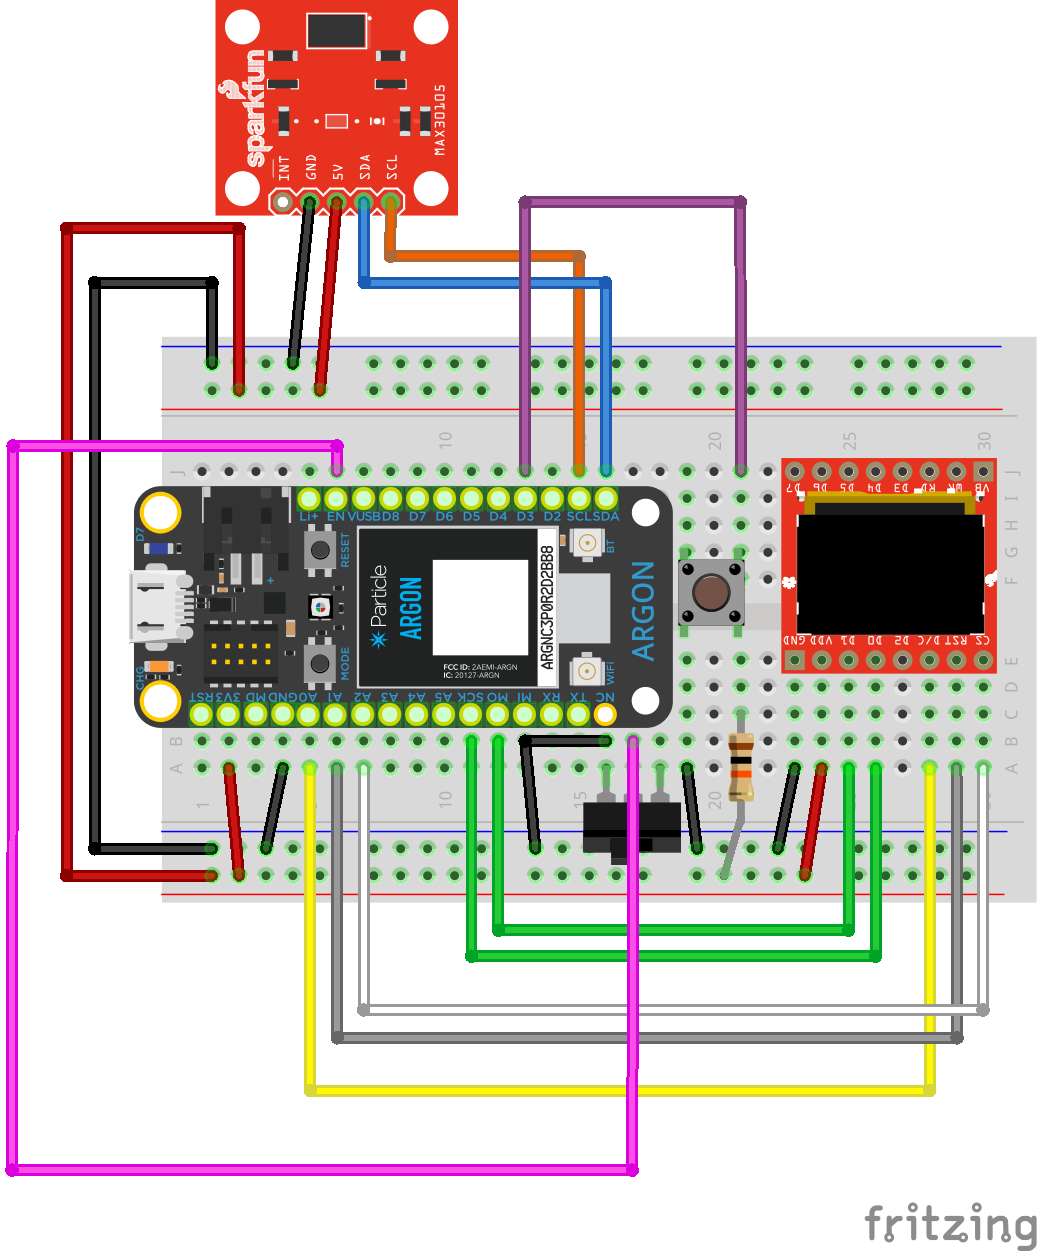 sparkfun
INT
GND
5V
SDA
SCL
MAX30105
10
15
20
25
30
J
J
I
H
G
F
Li+
EN
VUSB
D8
D7
D6
D5
D4
D3
D2
SCL
SDA
D7
RESET
BT
+
Particle
ARGON
ARGNC3P0R2D2BB8
ARGON
FCC ID: 2AEMI-ARGN
IC: 20127-ARGN
MODE
WiFi
CHG
RST
3V3
MD
GND
A0
A1
A2
A3
A4
A5
SCK
MO
MI
RX
TX
NC
D7
D6
D5
D4
D3
RD
WR
VB
GND
VDD
D1
D0
D2
D/C
RST
CS
E
D
C
B
B
A
A
1
10
15
20
fritzing